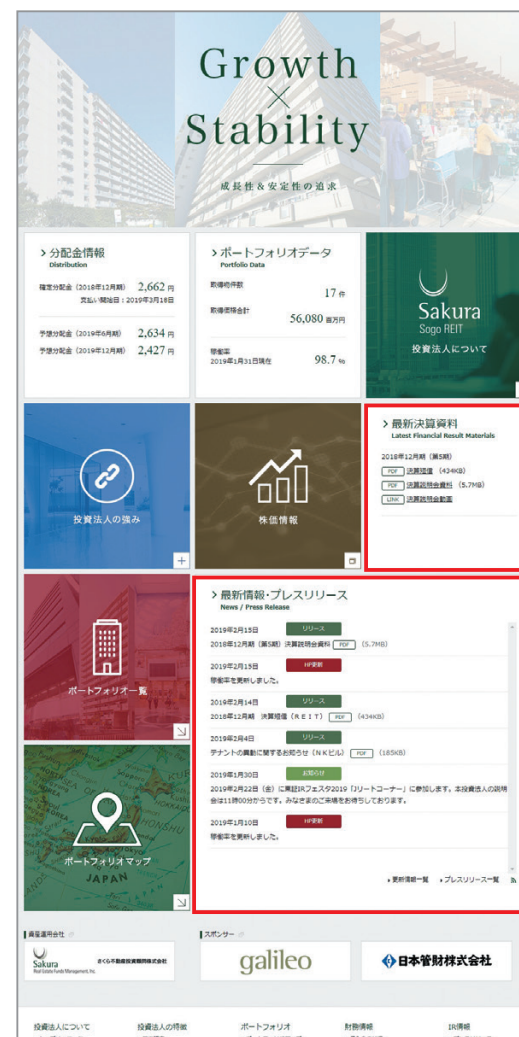 Growth
×
Stability
成長性&安定性の追求
分配金情報
Distribution
確定分配金（2018年12月期） 2,662 円
支払い開始日：2019年3月18日
予想分配金（2019年6月期） 2,634 円
予想分配金（2019年12月期） 2,427 円
ポートフォリオデータ
Portfolio Data
取得物件数
17 件
取得価格合計
56,080 百万円
稼働率
2019年1月31日現在 98.7 %
Sakura
Sogo REIT
投資法人について
投資法人の強み
株価情報
最新決算資料
Latest Financial Result Materials
2018年12月期（第5期）
PDF 決算短信 （434KB）
PDF 決算説明会資料 （5.7MB）
LINK 決算説明会動画
ポートフォリオ一覧
最新情報・プレスリリース
News / Press Release
2019年2月15日 リリース
2018年12月期（第5期）決算説明会資料 PDF （5.7MB）
2019年2月15日 HP更新
稼働率を更新しました。
2019年2月14日 リリース
2018年12月期 決算短信（ＲＥＩＴ） PDF （434KB）
2019年2月4日 リリース
テナントの異動に関するお知らせ（ＮＫビル） PDF （185KB）
2019年1月30日 お知らせ
2019年2月22日（金）に東証IRフェスタ2019「Jリートコーナー」に参加します。本投資法人の説明
会は11時00分からです。みなさまのご来場をお待ちしております。
2019年1月10日 HP更新
稼働率を更新しました。
更新情報一覧 プレスリリース一覧
ポートフォリオマップ
HONSHU
JAPAN
資産運用会社
スポンサー
Sakura
Real Estate Funds Management, Inc.
さくら不動産投資顧問株式会社
galileo
日本管財株式会社
投資法人について 投資法人の特徴 ポートフォリオ 財務情報 IR情報